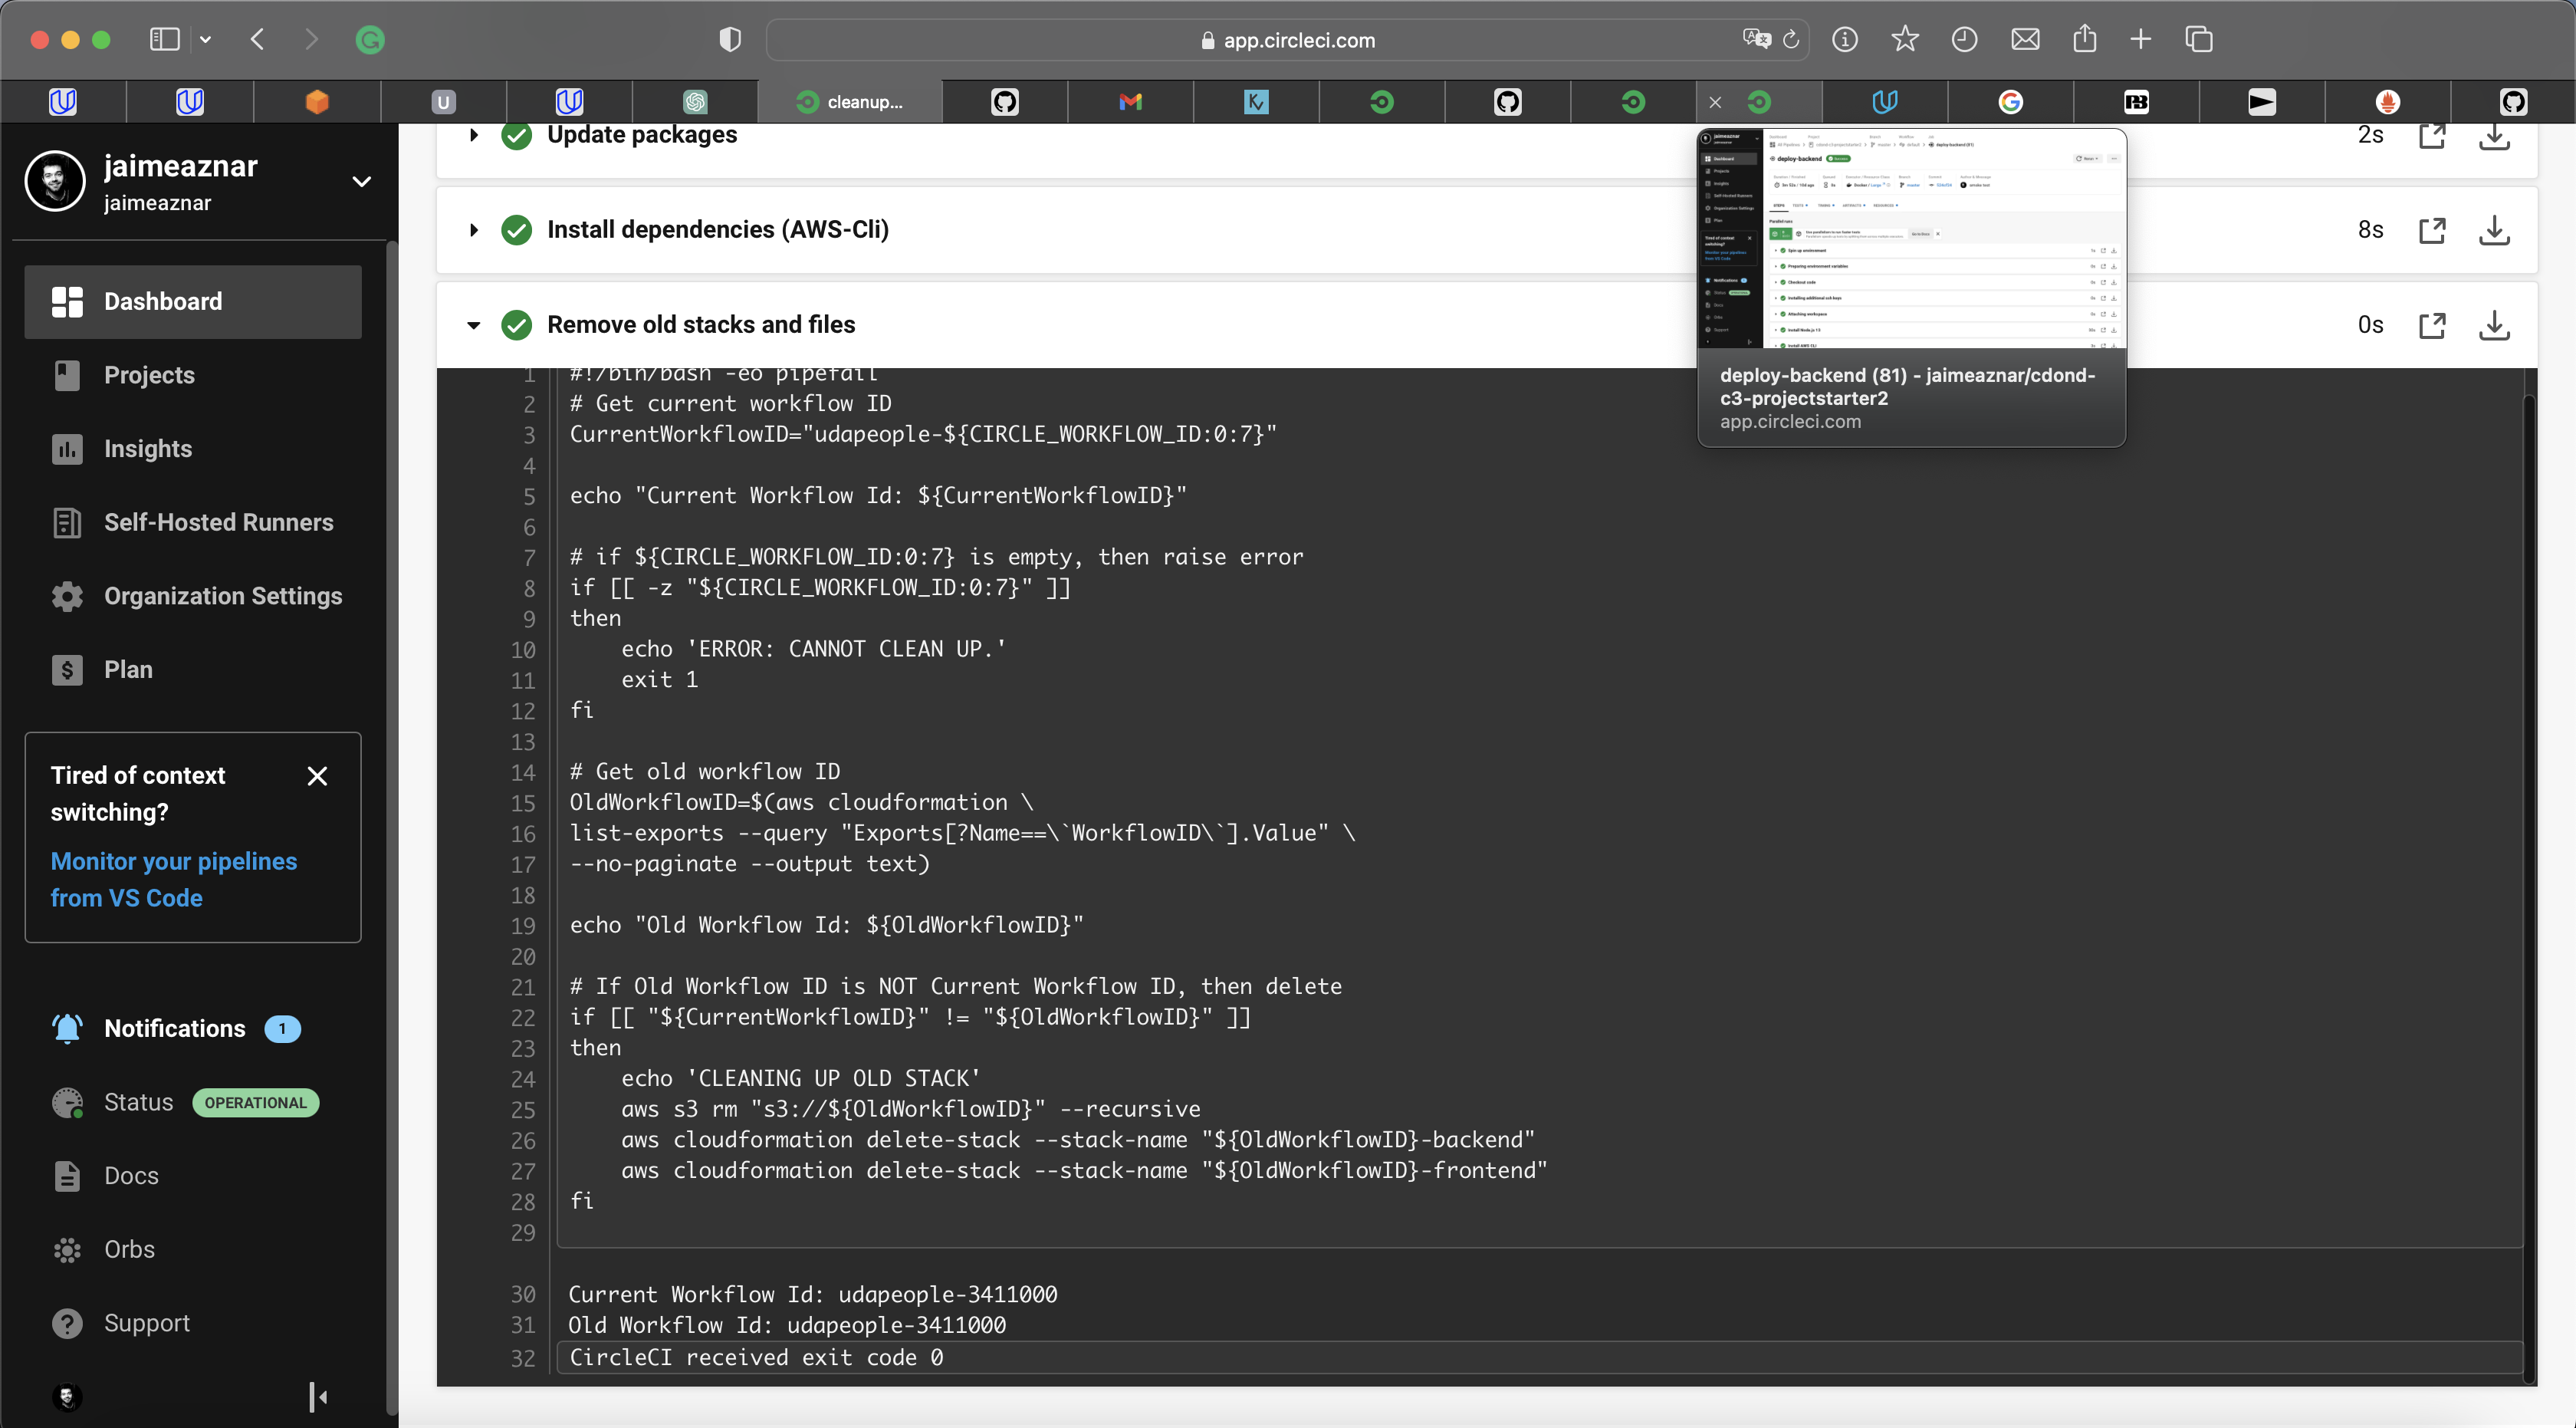 app.circleci.com
cleanup...
jaimeaznar
jaimeaznar
Dashboard
Projects
Insights
Self-Hosted Runners
Organization Settings
Plan
Tired of context
switching?
Monitor your pipelines
from VS Code
Notifications 1
Status OPERATIONAL
Docs
Orbs
Support
Update packages 2s
Install dependencies (AWS-Cli) 8s
Remove old stacks and files 0s
deploy-backend (81) - jaimeaznar/cdond-
c3-projectstarter2
app.circleci.com
1 #!/bin/bash -eo pipefail
2 # Get current workflow ID
3 CurrentWorkflowID="udapeople-${CIRCLE_WORKFLOW_ID:0:7}"
4
5 echo "Current Workflow Id: ${CurrentWorkflowID}"
6
7 # if ${CIRCLE_WORKFLOW_ID:0:7} is empty, then raise error
8 if [[ -z "${CIRCLE_WORKFLOW_ID:0:7}" ]]
9 then
10 echo 'ERROR: CANNOT CLEAN UP.'
11 exit 1
12 fi
13
14 # Get old workflow ID
15 OldWorkflowID=$(aws cloudformation \
16 list-exports --query "Exports[?Name==\`WorkflowID\`].Value" \
17 --no-paginate --output text)
18
19 echo "Old Workflow Id: ${OldWorkflowID}"
20
21 # If Old Workflow ID is NOT Current Workflow ID, then delete
22 if [[ "${CurrentWorkflowID}" != "${OldWorkflowID}" ]]
23 then
24 echo 'CLEANING UP OLD STACK'
25 aws s3 rm "s3://${OldWorkflowID}" --recursive
26 aws cloudformation delete-stack --stack-name "${OldWorkflowID}-backend"
27 aws cloudformation delete-stack --stack-name "${OldWorkflowID}-frontend"
28 fi
29
30 Current Workflow Id: udapeople-3411000
31 Old Workflow Id: udapeople-3411000
32 CircleCI received exit code 0